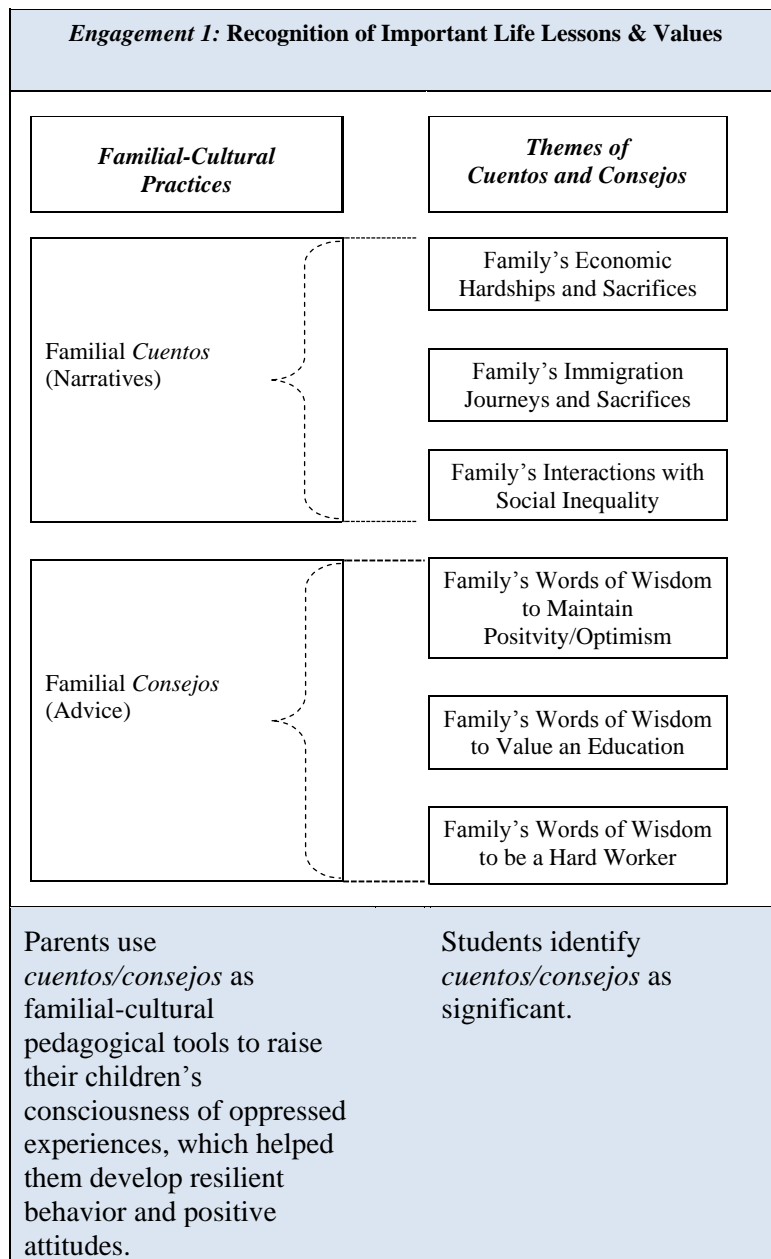 Engagement 1: Recognition of Important Life Lessons & Values
Familial-Cultural
Practices
Themes of
Cuentos and Consejos
Familial Cuentos
(Narratives)
Family’s Economic
Hardships and Sacrifices
Family’s Immigration
Journeys and Sacrifices
Family’s Interactions with
Social Inequality
Familial Consejos
(Advice)
Family’s Words of Wisdom
to Maintain
Positvity/Optimism
Family’s Words of Wisdom
to Value an Education
Family’s Words of Wisdom
to be a Hard Worker
Parents use
cuentos/consejos as
familial-cultural
pedagogical tools to raise
their children’s
consciousness of oppressed
experiences, which helped
them develop resilient
behavior and positive
attitudes.
Students identify
cuentos/consejos as
significant.